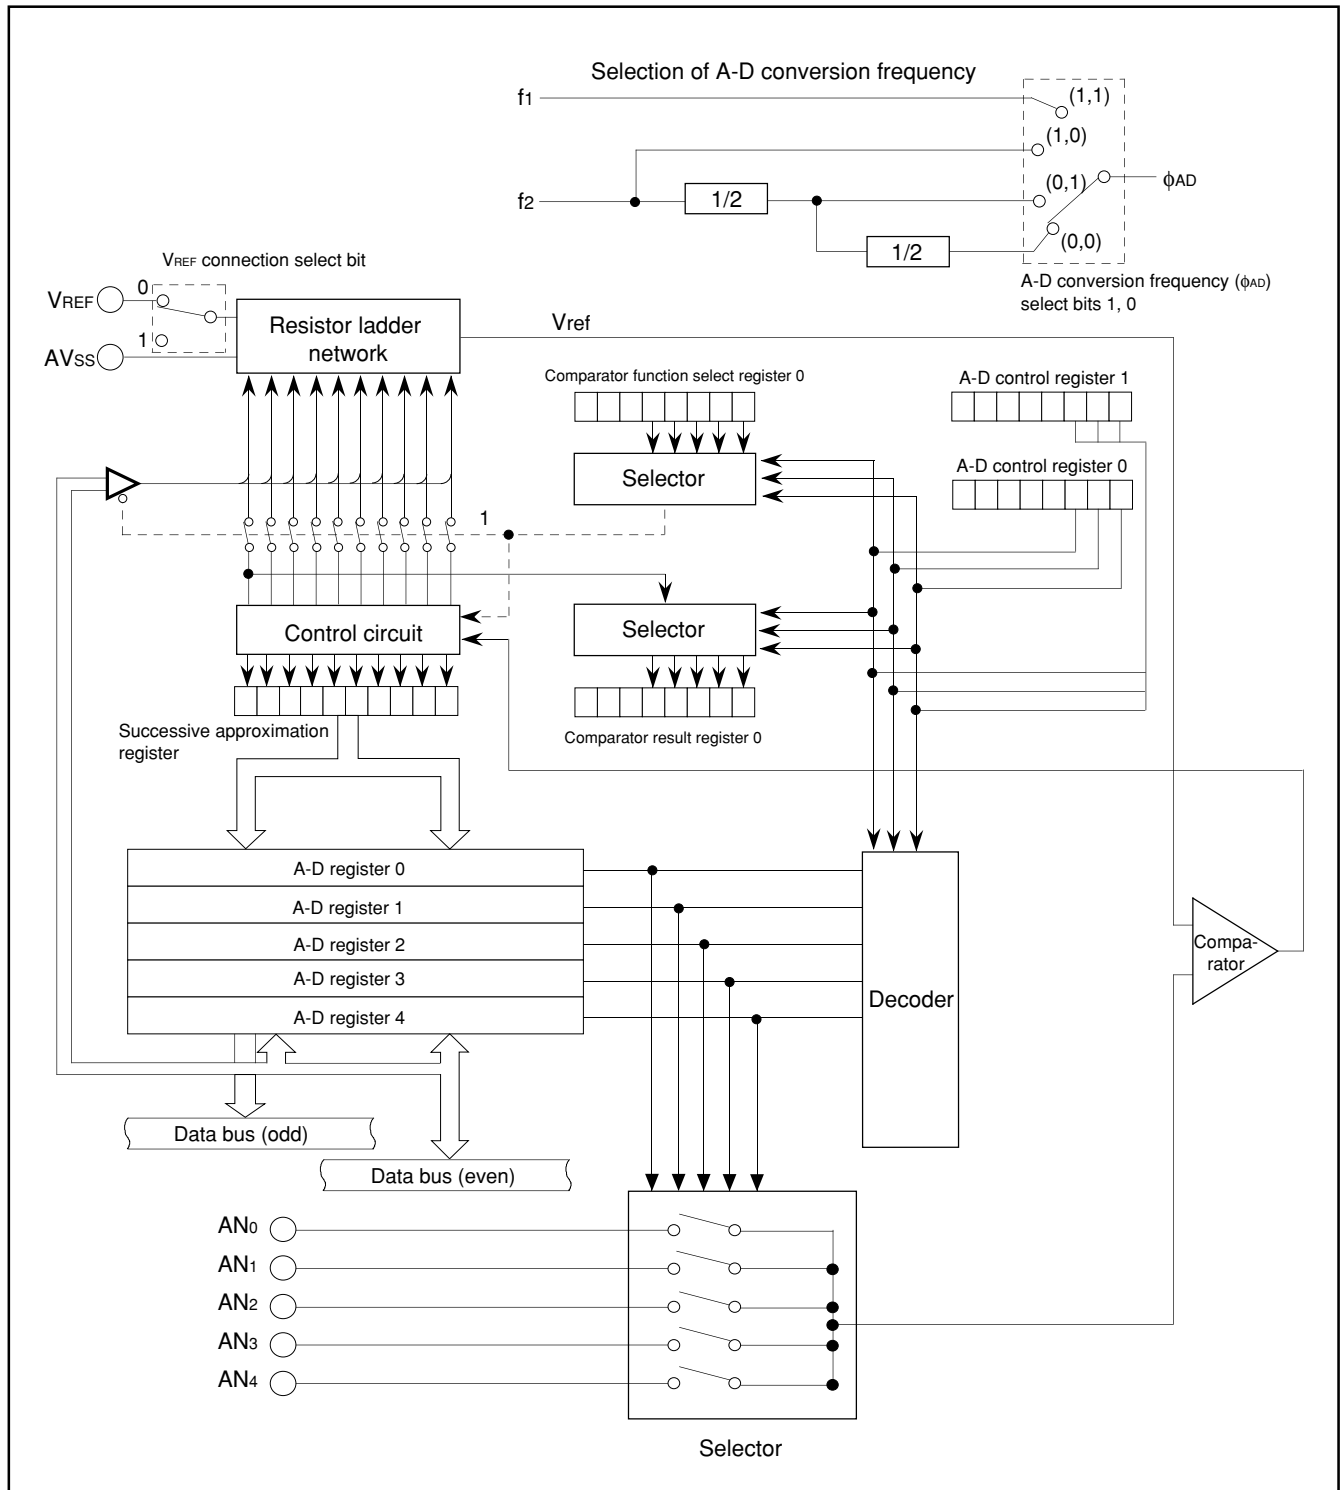 Selection of A-D conversion frequency
f1
(1,1)
(1,0)
f2
1/2
(0,1)
ϕAD
1/2
(0,0)
A-D conversion frequency (ϕAD)
select bits 1, 0
VREF connection select bit
VREF
0
1
AVSS
Resistor ladder
network
Vref
Comparator function select register 0
A-D control register 1
Selector
A-D control register 0
1
Control circuit
Selector
Successive approximation
register
Comparator result register 0
A-D register 0
A-D register 1
A-D register 2
A-D register 3
A-D register 4
Decoder
Compa-
rator
Data bus (odd)
Data bus (even)
AN0
AN1
AN2
AN3
AN4
Selector